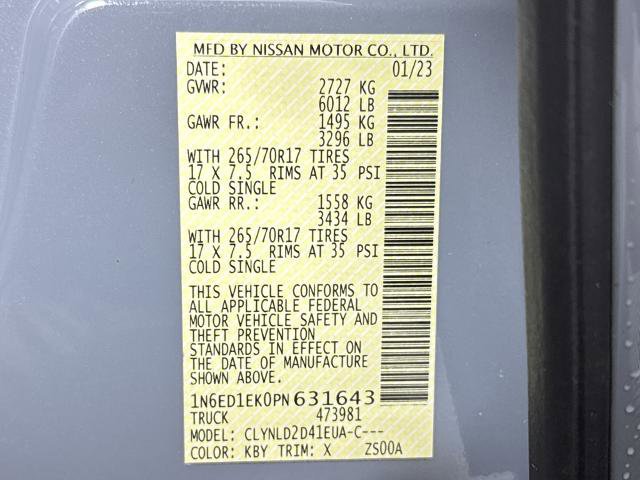 MFD BY NISSAN MOTOR CO., LTD.
DATE: 01/23
GVWR: 2727 KG
6012 LB
GAWR FR.: 1495 KG
3296 LB
WITH 265/70R17 TIRES
17 X 7.5 RIMS AT 35 PSI
COLD SINGLE
GAWR RR.: 1558 KG
3434 LB
WITH 265/70R17 TIRES
17 X 7.5 RIMS AT 35 PSI
COLD SINGLE
THIS VEHICLE CONFORMS TO
ALL APPLICABLE FEDERAL
MOTOR VEHICLE SAFETY AND
THEFT PREVENTION
STANDARDS IN EFFECT ON
THE DATE OF MANUFACTURE
SHOWN ABOVE.
1N6ED1EK0PN631643
TRUCK 473981
MODEL: CLYNLD2D41EUA-C---
COLOR: KBY TRIM: X ZS00A